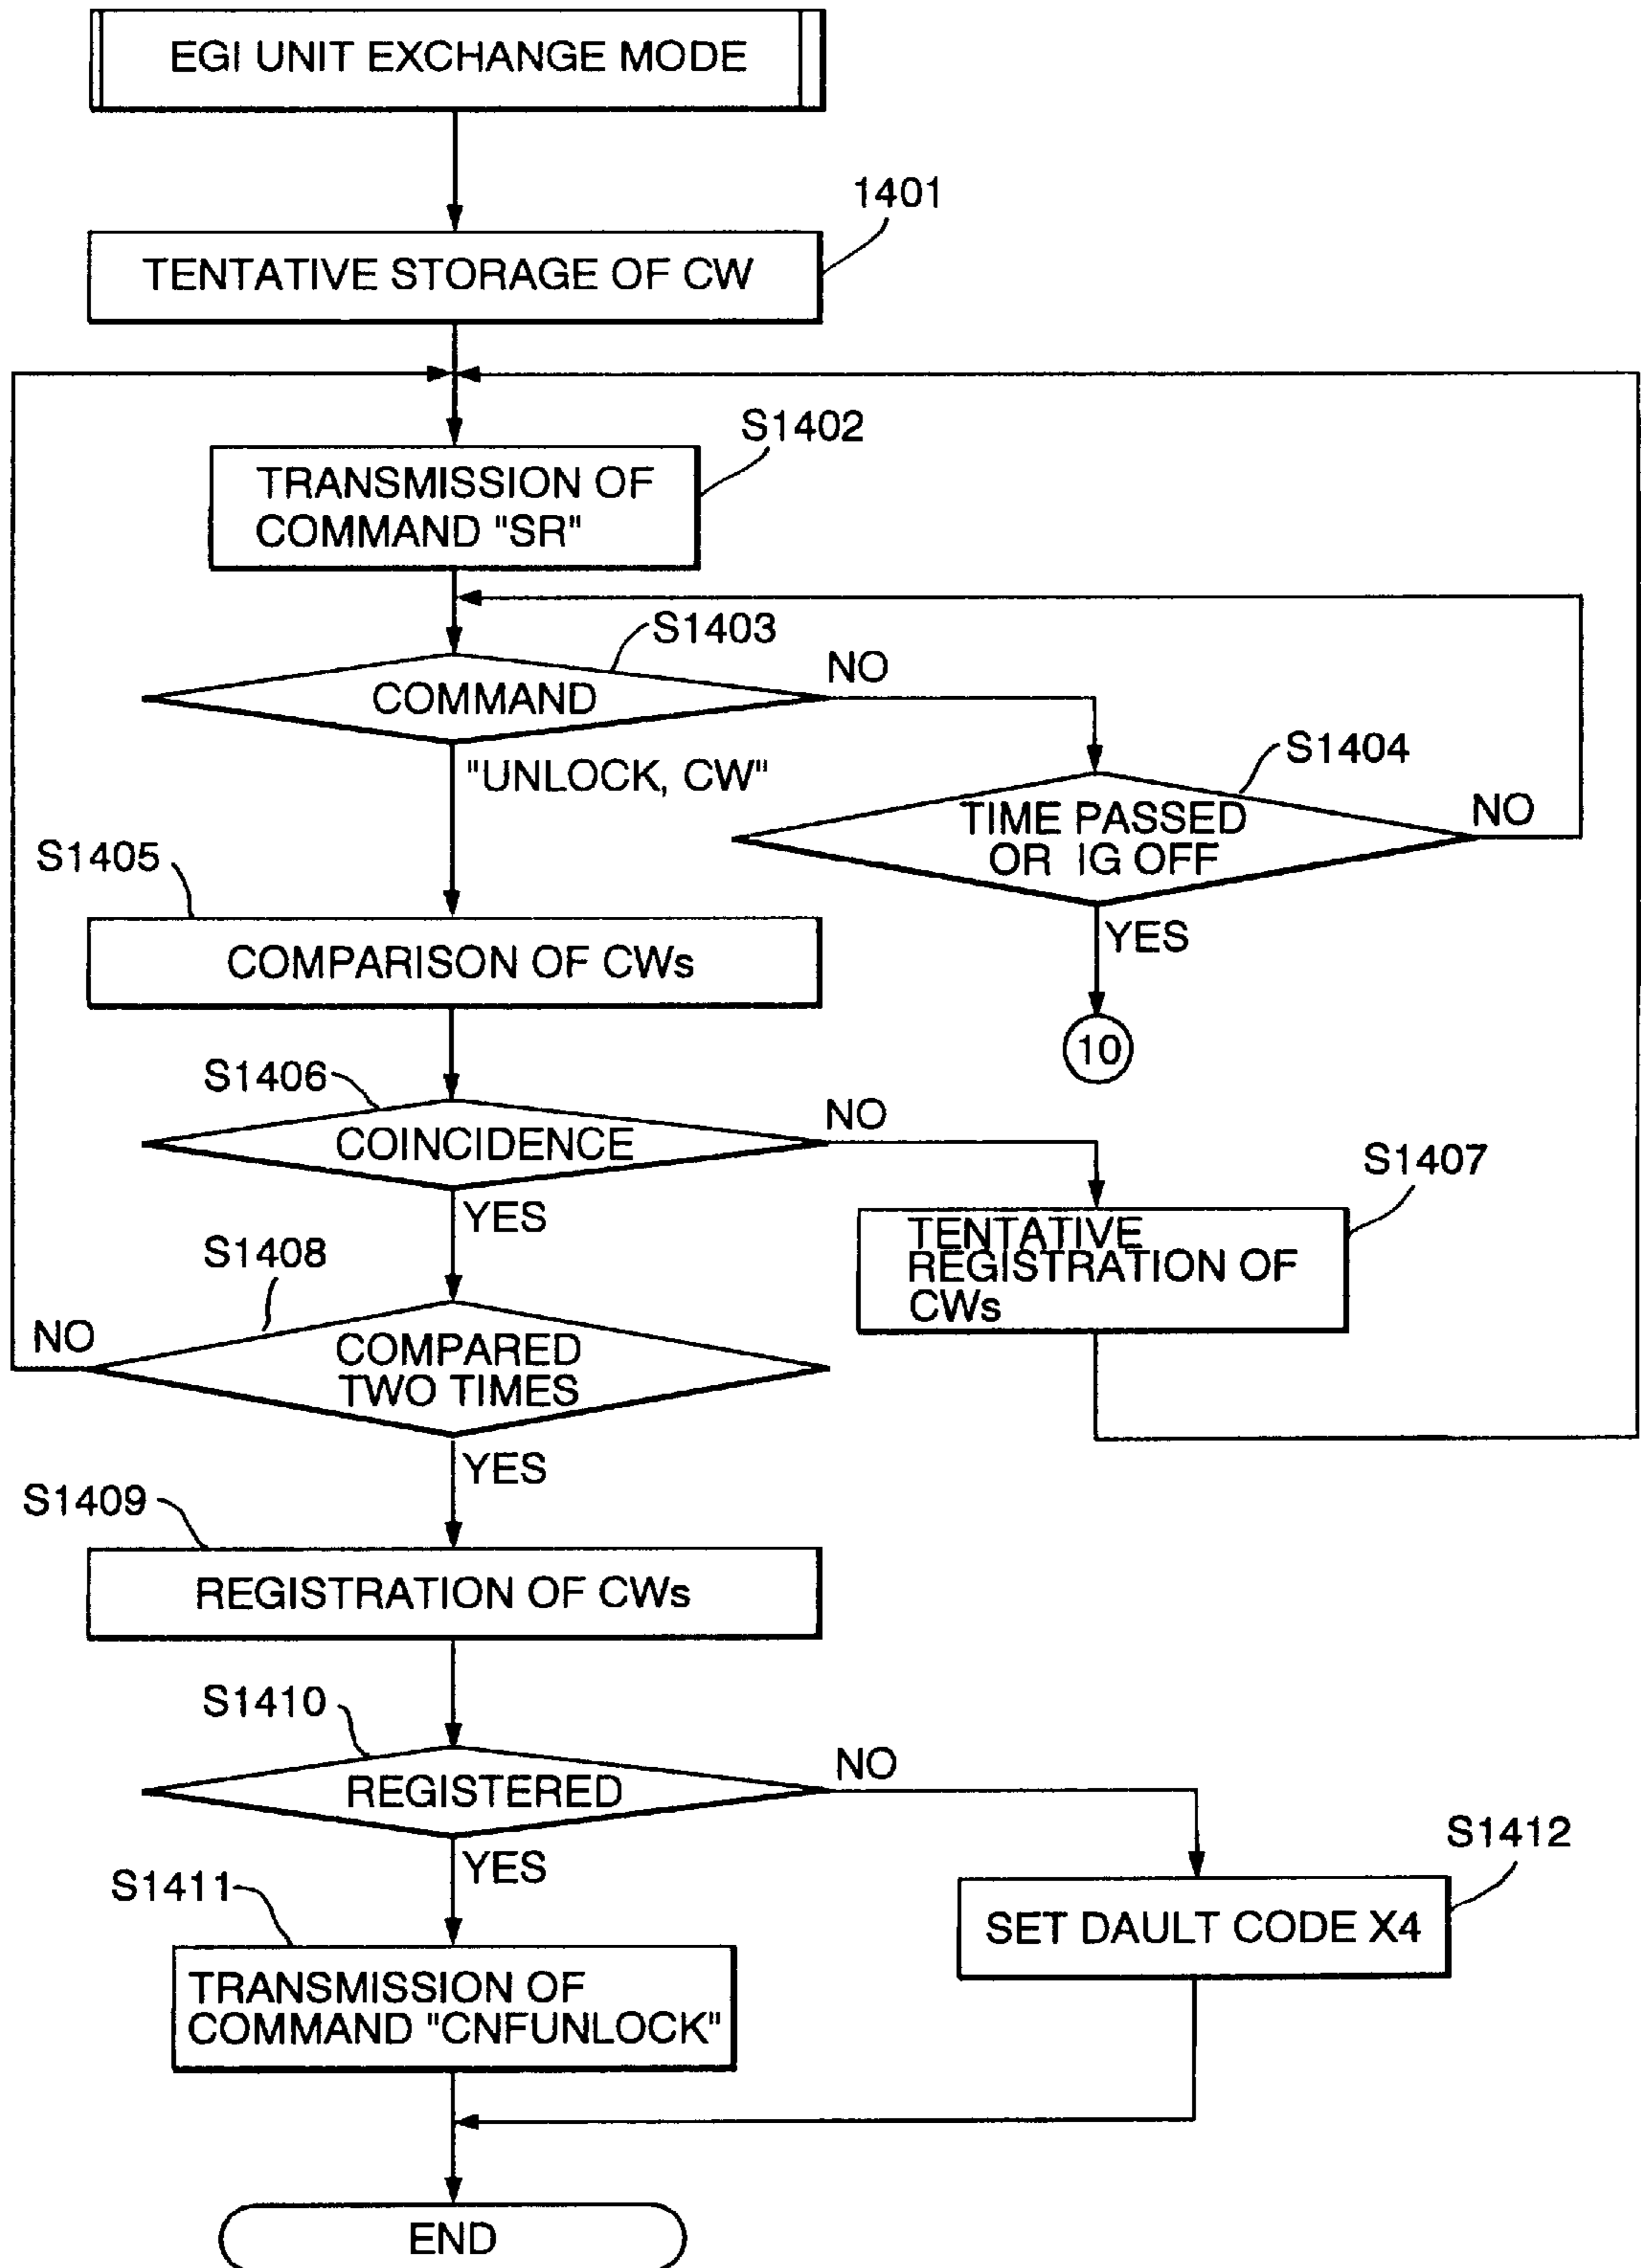 EGI UNIT EXCHANGE MODE
1401
TENTATIVE STORAGE OF CW
S1402
TRANSMISSION OF
COMMAND "SR"
S1403
COMMAND
NO
"UNLOCK, CW"
S1404
TIME PASSED
OR IG OFF
NO
YES
10
S1405
COMPARISON OF CWs
S1406
COINCIDENCE
NO
YES
S1407
TENTATIVE
REGISTRATION OF
CWs
S1408
COMPARED
TWO TIMES
NO
YES
S1409
REGISTRATION OF CWs
S1410
REGISTERED
NO
YES
S1411
TRANSMISSION OF
COMMAND "CNFUNLOCK"
S1412
SET DAULT CODE X4
END